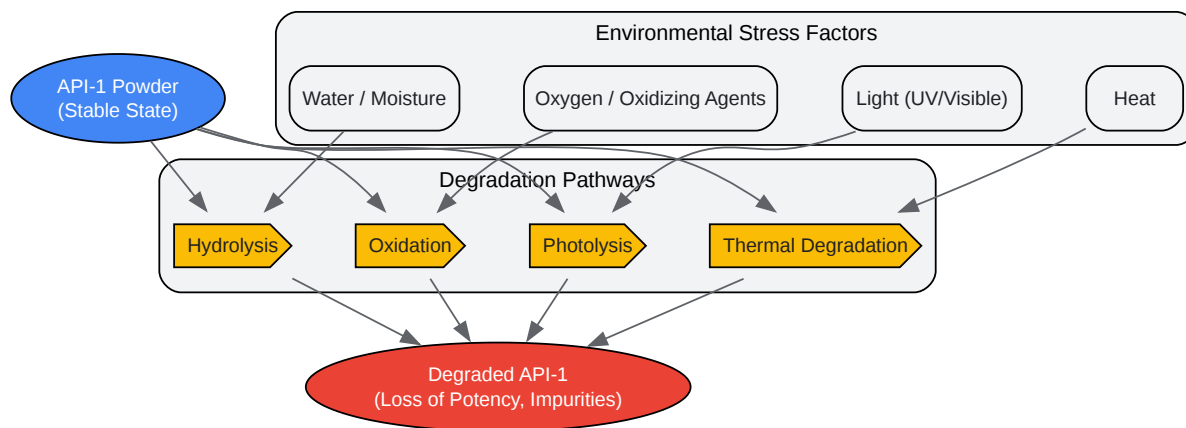 Environmental Stress Factors
API-1 Powder
(Stable State)
Water / Moisture
Oxygen / Oxidizing Agents
Light (UV/Visible)
Heat
Degradation Pathways
Hydrolysis
Oxidation
Photolysis
Thermal Degradation
Degraded API-1
(Loss of Potency, Impurities)